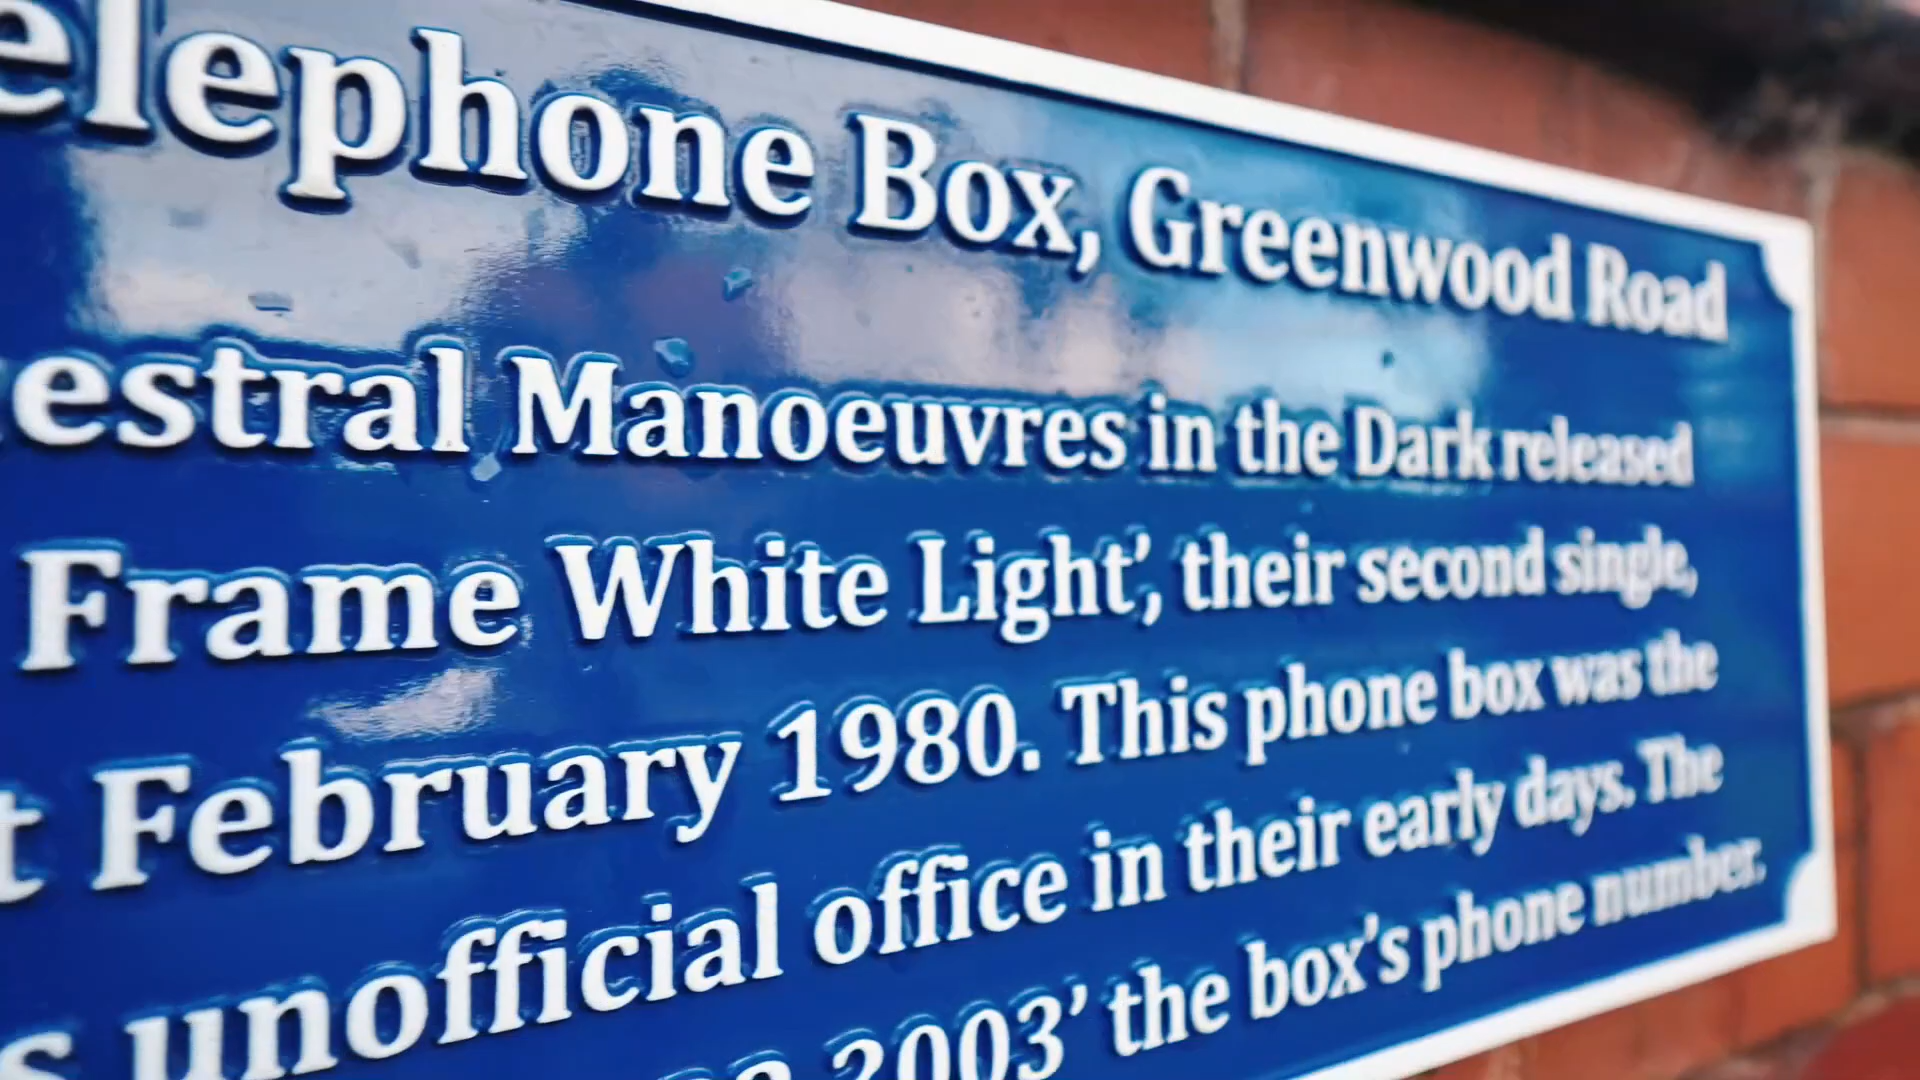 elephone Box, Greenwood Road
estral Manoeuvres in the Dark released
Frame White Light’, their second single,
t February 1980. This phone box was the
s unofficial office in their early days. The
2003’ the box’s phone number.